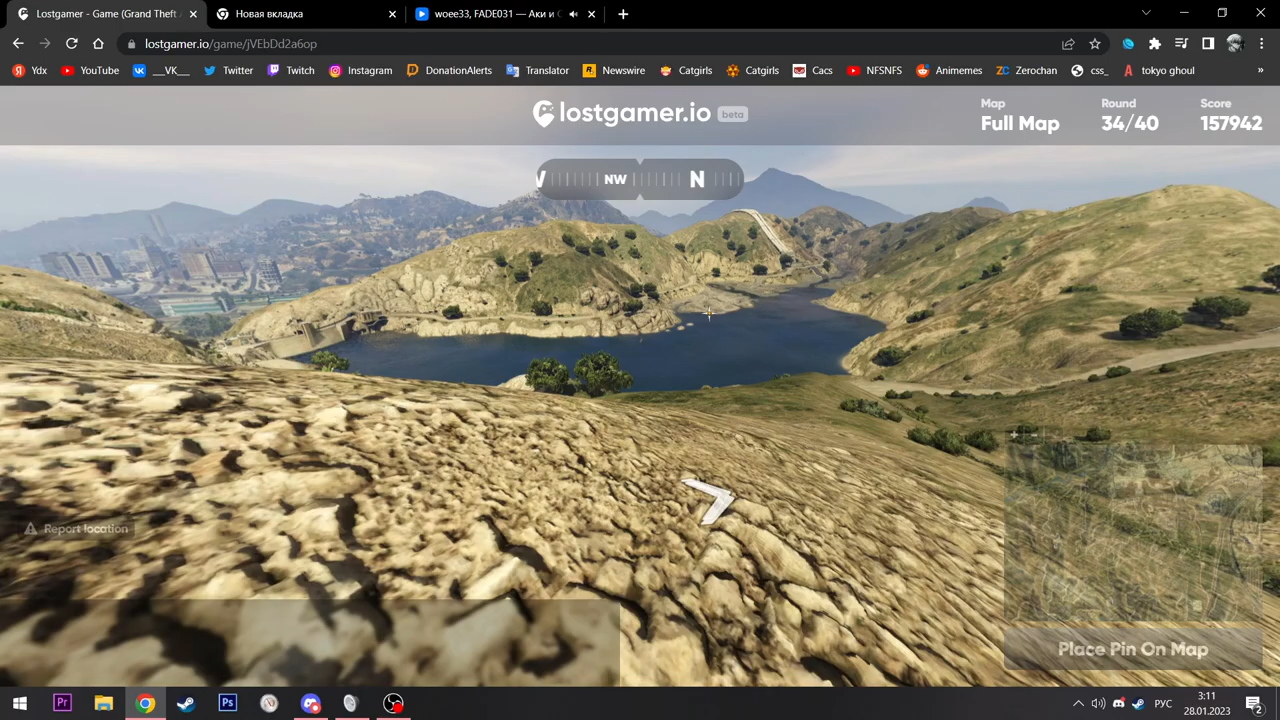 Lostgamer - Game (Grand Theft A
Новая вкладка
woee33, FADE031 — Аки и С
lostgamer.io/game/jVEbDd2a6op
Ydx
YouTube
___VK___
Twitter
Twitch
Instagram
DonationAlerts
Translator
Newswire
Catgirls
Catgirls
Cacs
NFSNFS
Animemes
Zerochan
css_
tokyo ghoul
»
lostgamer.io beta
Map
Full Map
Round
34/40
Score
157942
NW
N
Report location
Place Pin On Map
РУС
3:11
28.01.2023
2